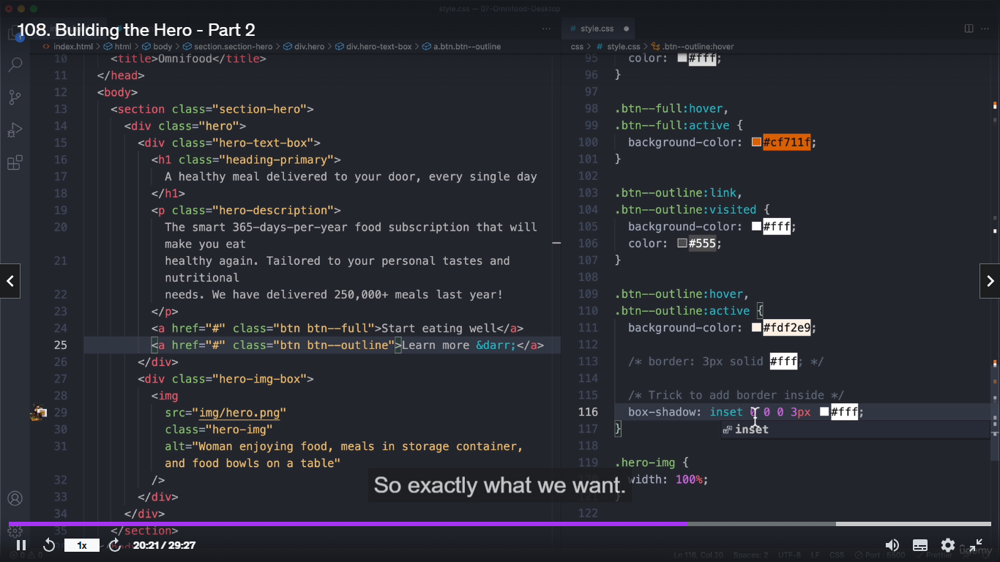 style.css — 07-Omnifood-Desktop
108. Building the Hero - Part 2
1
# style.css
index.html > html > body > section.section-hero > div.hero > div.hero-text-box > a.btn.btn--outline
css > # style.css > .btn--outline:hover
10 <title>Omnifood</title>
11 </head>
12 <body>
13 <section class="section-hero">
14 <div class="hero">
15 <div class="hero-text-box">
16 <h1 class="heading-primary">
17 A healthy meal delivered to your door, every single day
18 </h1>
19 <p class="hero-description">
20 The smart 365-days-per-year food subscription that will
make you eat
21 healthy again. Tailored to your personal tastes and
nutritional
22 needs. We have delivered 250,000+ meals last year!
23 </p>
24 <a href="#" class="btn btn--full">Start eating well</a>
25 <a href="#" class="btn btn--outline">Learn more &darr;</a>
26 </div>
27 <div class="hero-img-box">
28 <img
29 src="img/hero.png"
30 class="hero-img"
31 alt="Woman enjoying food, meals in storage container,
and food bowls on a table"
32 />
33 </div>
34 </div>
35 </section>
95 color: #fff;
96 }
97
98 .btn--full:hover,
99 .btn--full:active {
100 background-color: #cf711f;
101 }
102
103 .btn--outline:link,
104 .btn--outline:visited {
105 background-color: #fff;
106 color: #555;
107 }
108
109 .btn--outline:hover,
110 .btn--outline:active {
111 background-color: #fdf2e9;
112
113 /* border: 3px solid #fff; */
114
115 /* Trick to add border inside */
116 box-shadow: inset 0 0 0 3px #fff;
117 }
inset
118
119 .hero-img {
width: 100%;
}
122
So exactly what we want.
1x
20:21 / 29:27
Ln 116, Col 20 Spaces: 2 UTF-8 LF CSS Port : 5500 Prettier
udemy